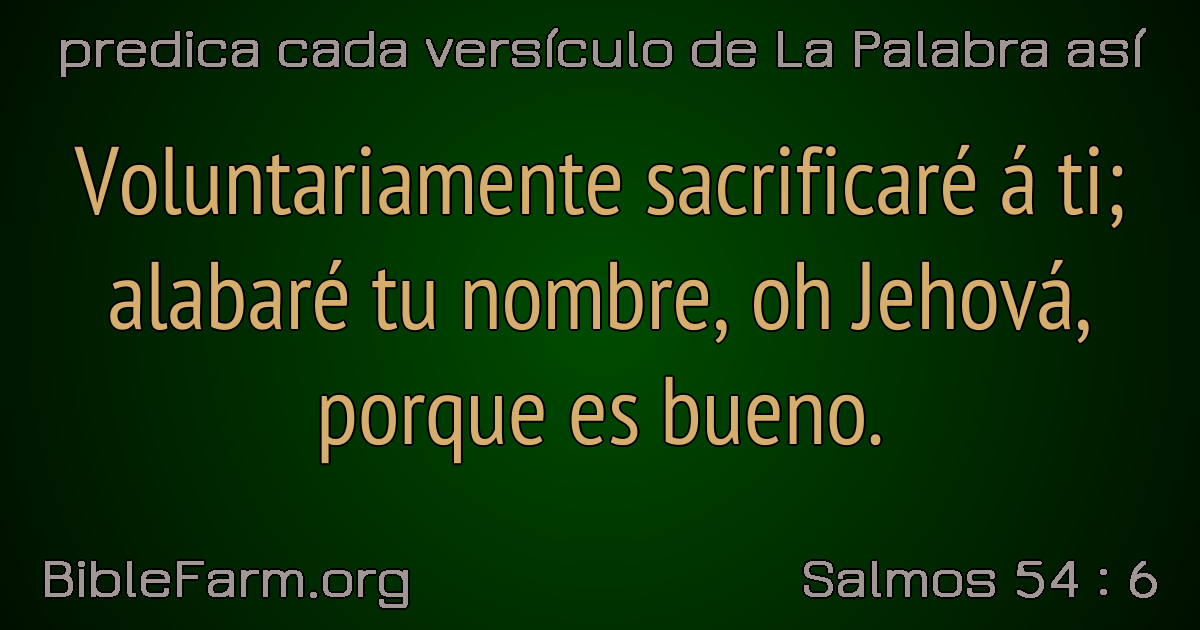 predica cada versículo de La Palabra así
Voluntariamente sacrificaré á ti;
alabaré tu nombre, oh Jehová,
porque es bueno.
BibleFarm.org
Salmos 54 : 6